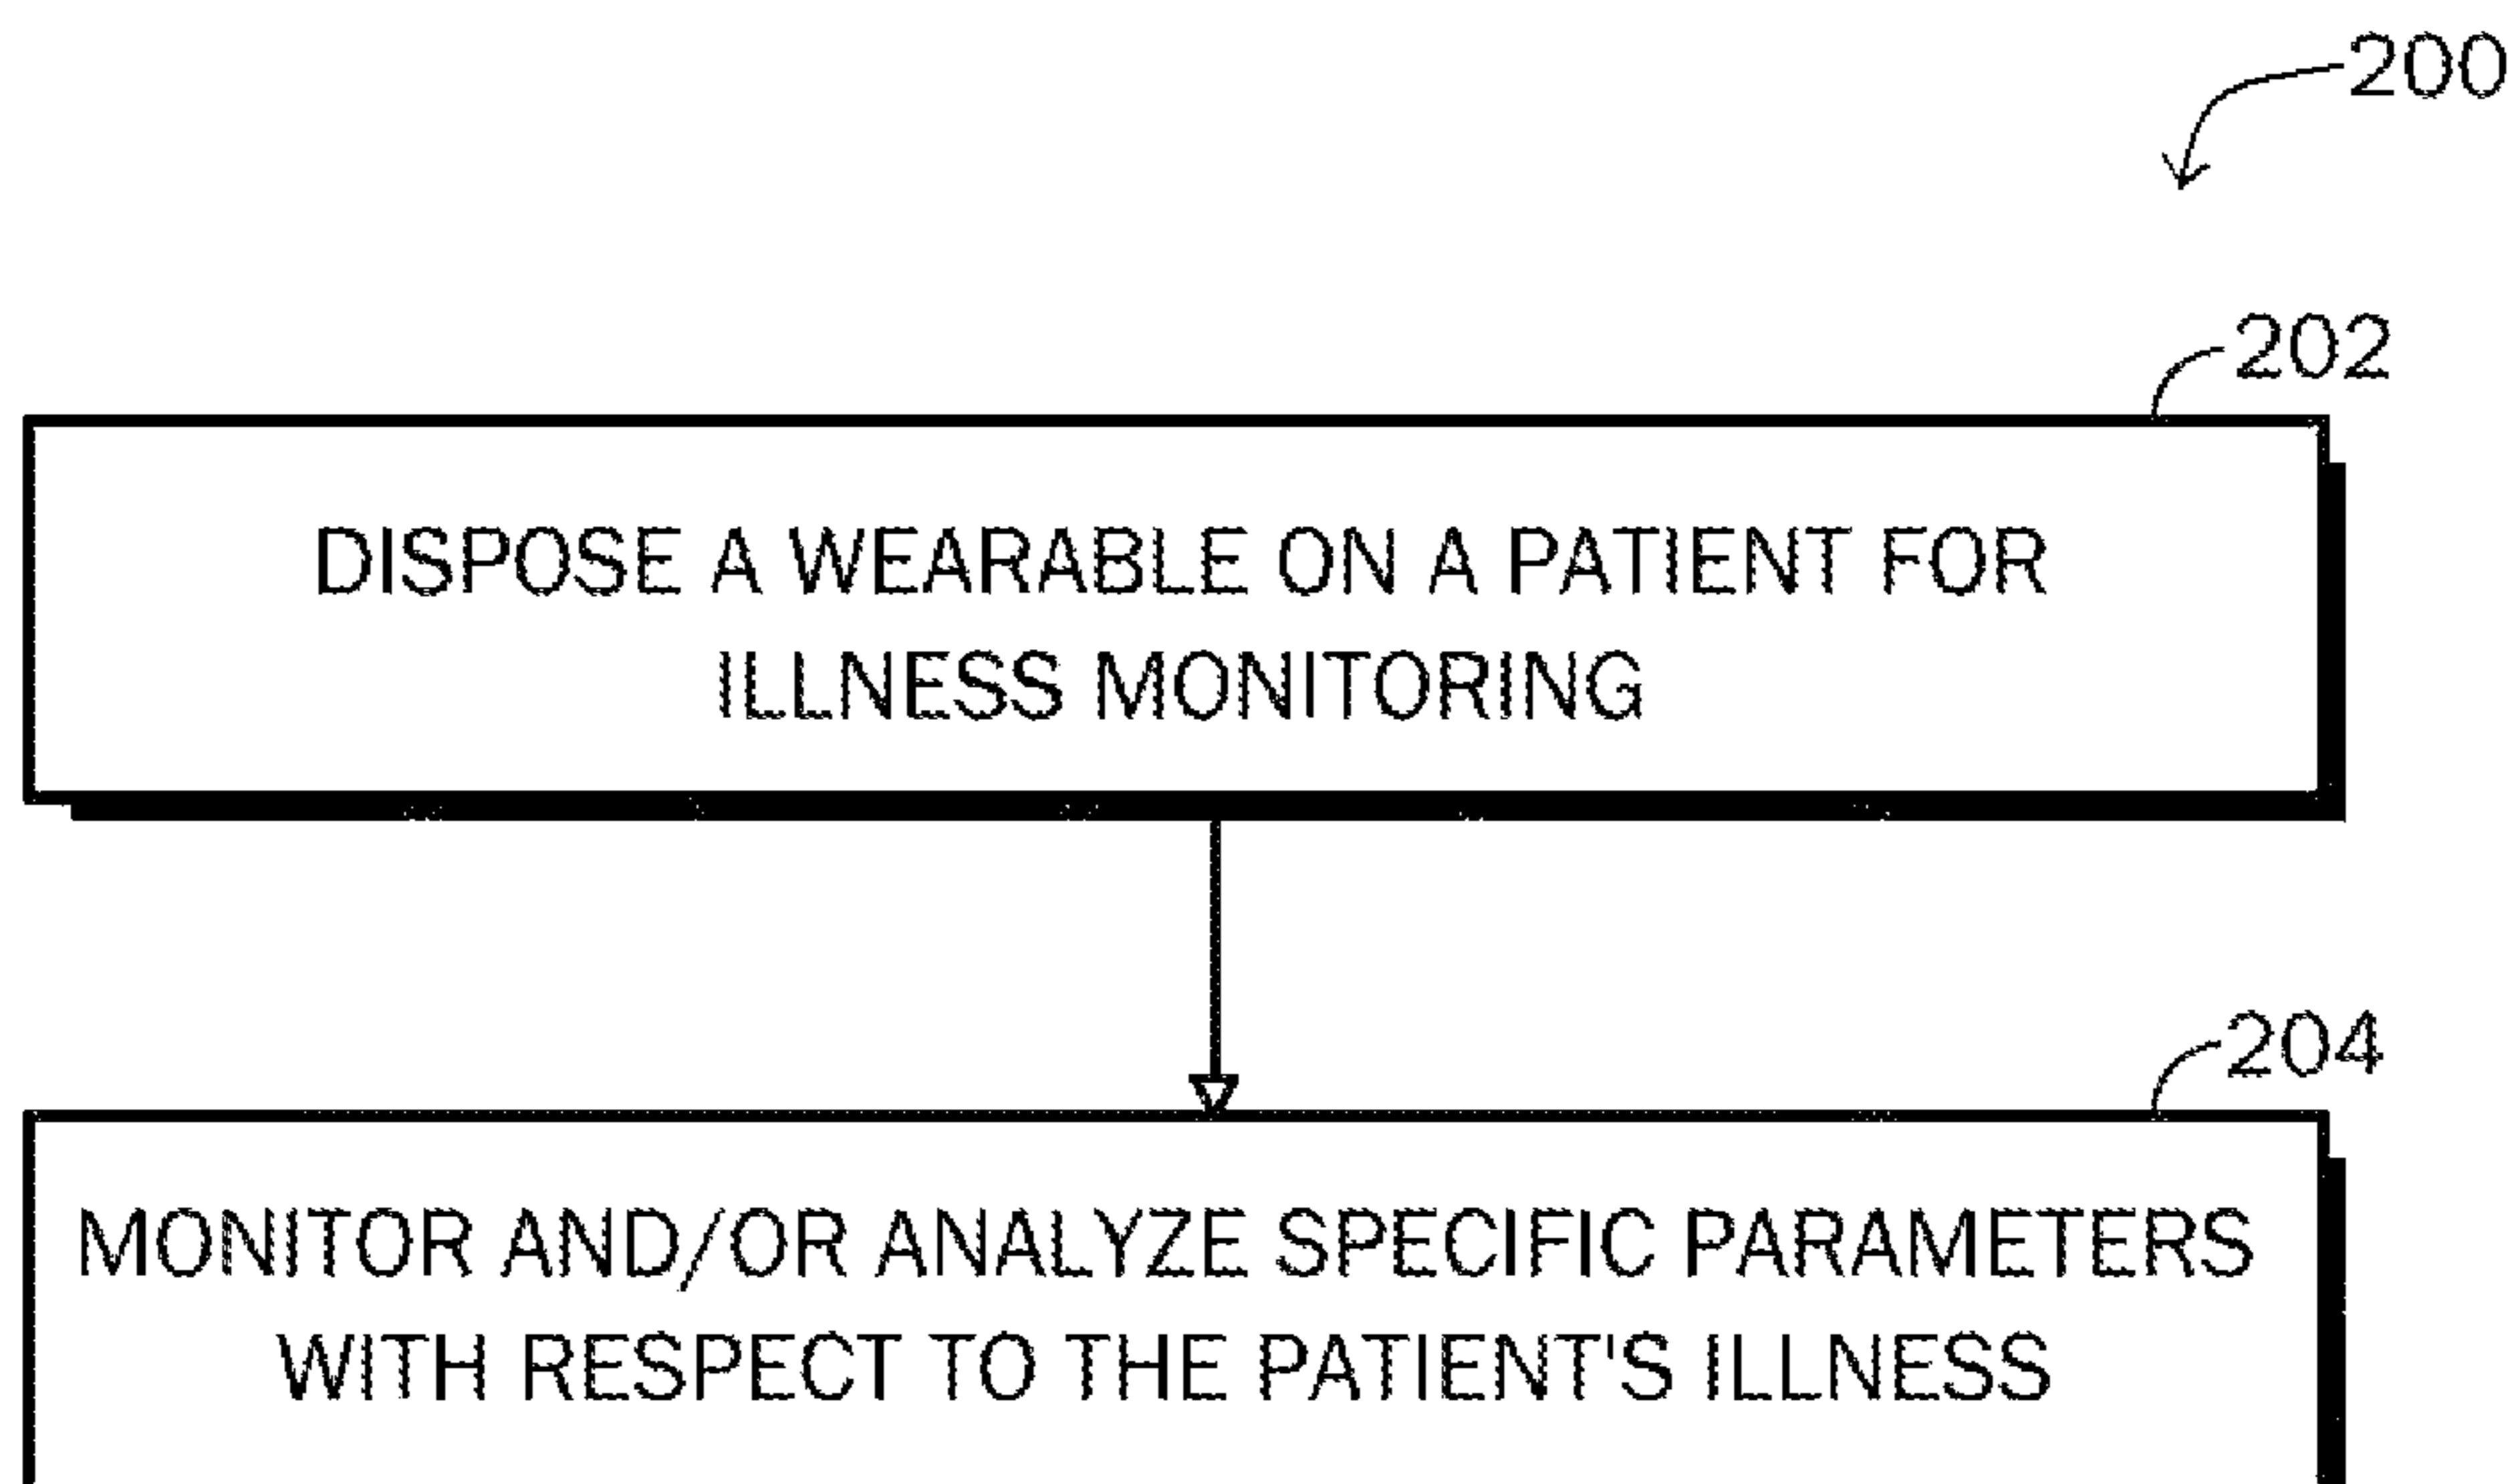 200
202
DISPOSE A WEARABLE ON A PATIENT FOR
ILLNESS MONITORING
204
MONITOR AND/OR ANALYZE SPECIFIC PARAMETERS
WITH RESPECT TO THE PATIENT'S ILLNESS